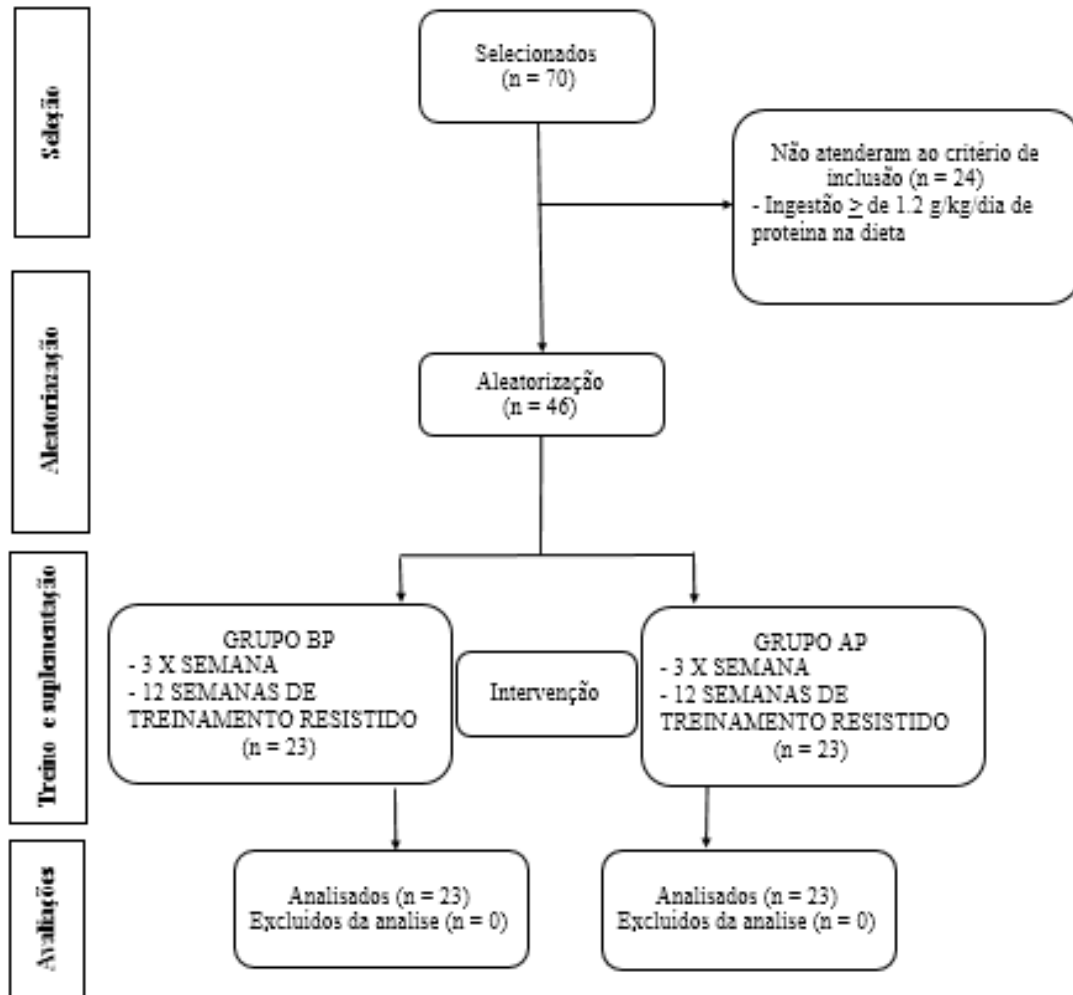 Seleção
Selecionados
(n = 70)
Não atenderam ao critério de
inclusão (n = 24)
- Ingestão ≥ de 1.2 g/kg/dia de
proteina na dieta
Aleatorização
Aleatorização
(n = 46)
Treino e suplementação
GRUPO BP
- 3 X SEMANA
- 12 SEMANAS DE
TREINAMENTO RESISTIDO
(n = 23)
Intervenção
GRUPO AP
- 3 X SEMANA
- 12 SEMANAS DE
TREINAMENTO RESISTIDO
(n = 23)
Avaliações
Analisados (n = 23)
Excluidos da analise (n = 0)
Analisados (n = 23)
Excluidos da analise (n = 0)